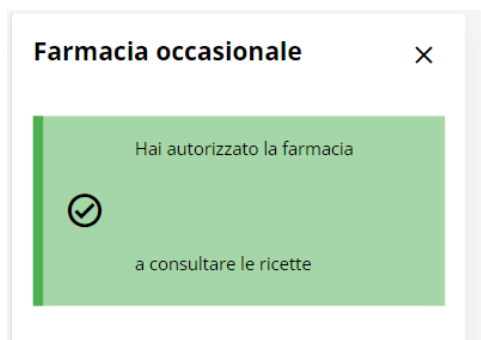 Farmacia occasionale
Hai autorizzato la farmacia
a consultare le ricette